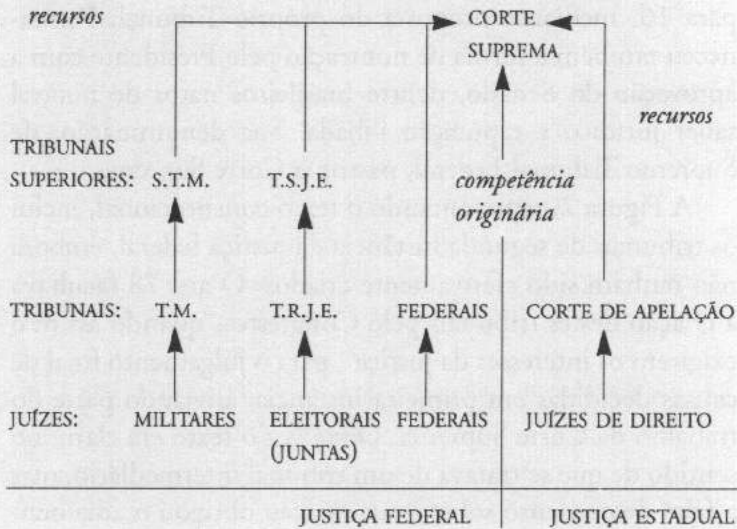 recursos
CORTE
SUPREMA
recursos
TRIBUNAIS
SUPERIORES: S.T.M. T.S.J.E.
competência
originária
TRIBUNAIS: T.M. T.R.J.E. FEDERAIS CORTE DE APELAÇÃO
JUÍZES: MILITARES ELEITORAIS FEDERAIS JUÍZES DE DIREITO
(JUNTAS)
JUSTIÇA FEDERAL JUSTIÇA ESTADUAL